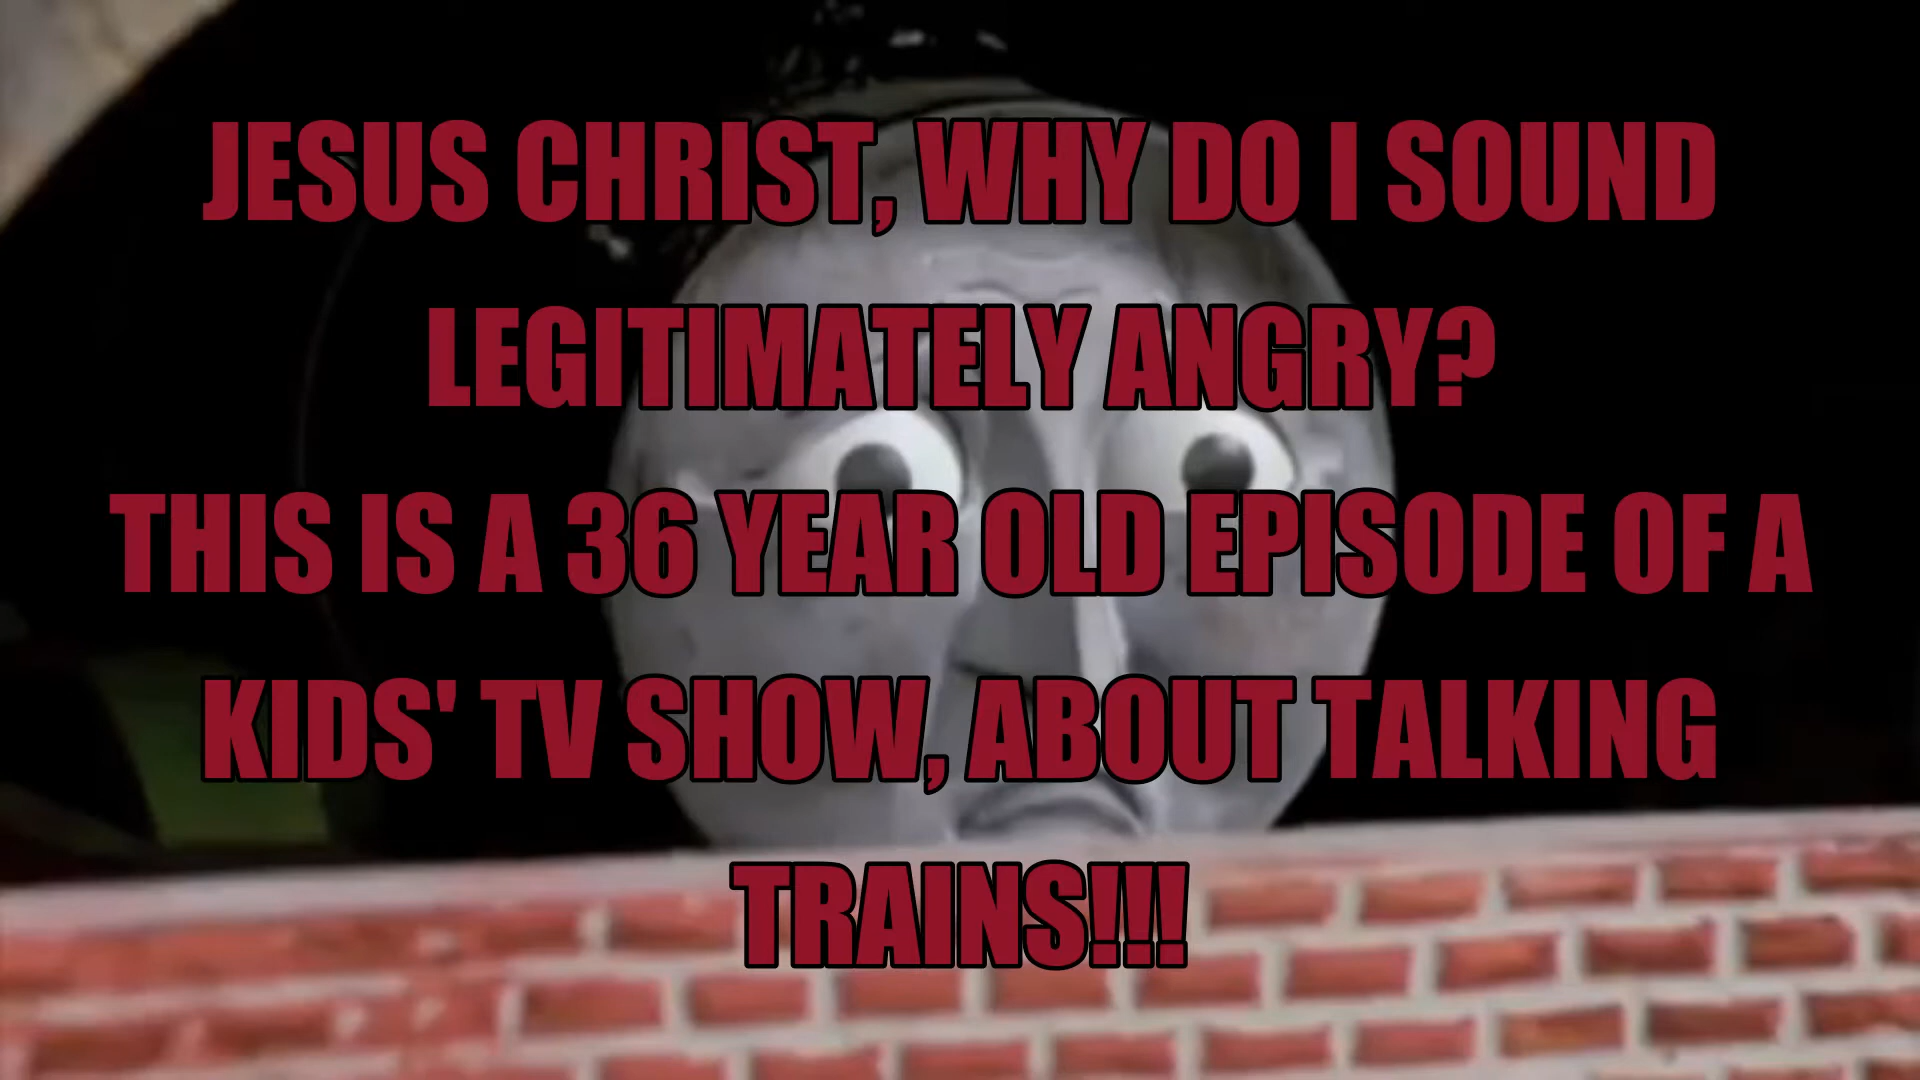 JESUS CHRIST, WHY DO I SOUND
LEGITIMATELY ANGRY?
THIS IS A 36 YEAR OLD EPISODE OF A
KIDS' TV SHOW, ABOUT TALKING
TRAINS!!!